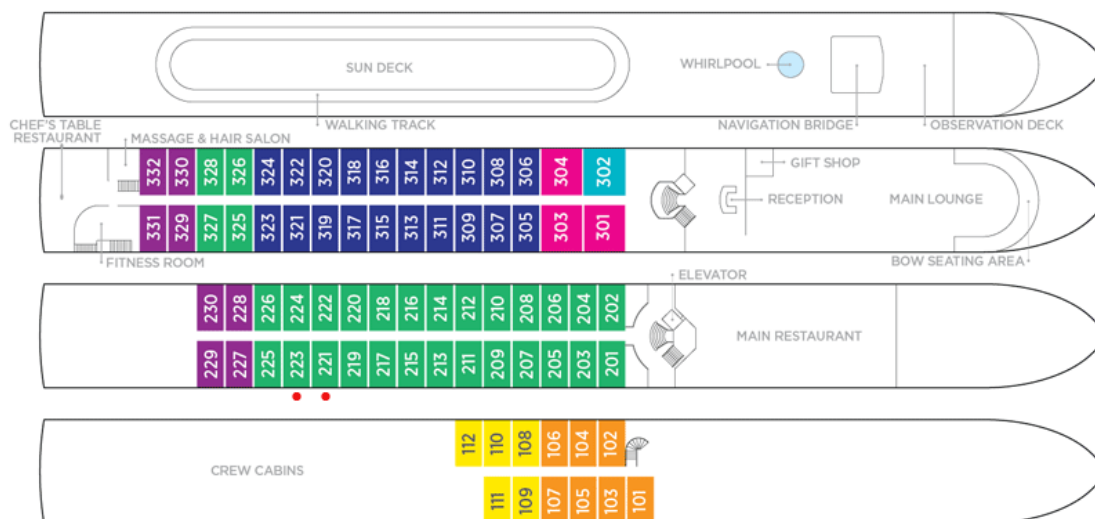 SUN DECK
WHIRLPOOL
CHEF'S TABLE
RESTAURANT
WALKING TRACK
NAVIGATION BRIDGE
OBSERVATION DECK
MASSAGE & HAIR SALON
332 330 328 326 324 322 320 318 316 314 312 310 308 306 304 302
GIFT SHOP
RECEPTION
MAIN LOUNGE
331 329 327 325 323 321 319 317 315 313 311 309 307 305 303 301
FITNESS ROOM
BOW SEATING AREA
ELEVATOR
230 228 226 224 222 220 218 216 214 212 210 208 206 204 202
MAIN RESTAURANT
229 227 225 223 221 219 217 215 213 211 209 207 205 203 201
112 110 108 106 104 102
CREW CABINS
111 109 107 105 103 101